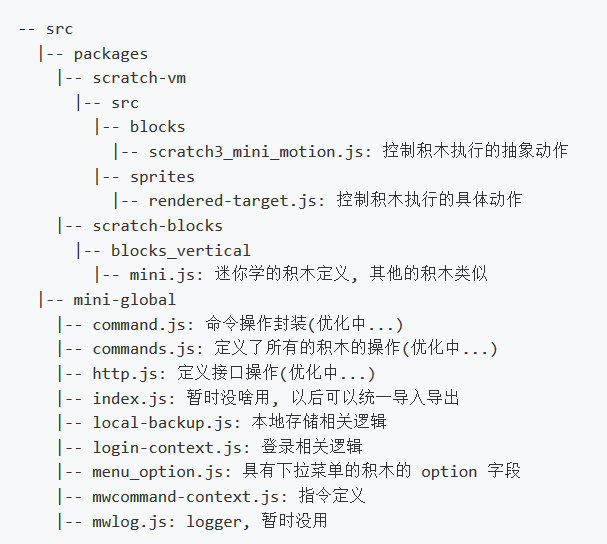 -- src
|-- packages
|-- scratch-vm
|-- src
|-- blocks
|-- scratch3_mini_motion.js: 控制积木执行的抽象动作
|-- sprites
|-- rendered-target.js: 控制积木执行的具体动作
|-- scratch-blocks
|-- blocks_vertical
|-- mini.js: 迷你学的积木定义, 其他的积木类似
|-- mini-global
|-- command.js: 命令操作封装(优化中...)
|-- commands.js: 定义了所有的积木的操作(优化中...)
|-- http.js: 定义接口操作(优化中...)
|-- index.js: 暂时没啥用, 以后可以统一导入导出
|-- local-backup.js: 本地存储相关逻辑
|-- login-context.js: 登录相关逻辑
|-- menu_option.js: 具有下拉菜单的积木的 option 字段
|-- mwcommand-context.js: 指令定义
|-- mwlog.js: logger, 暂时没用